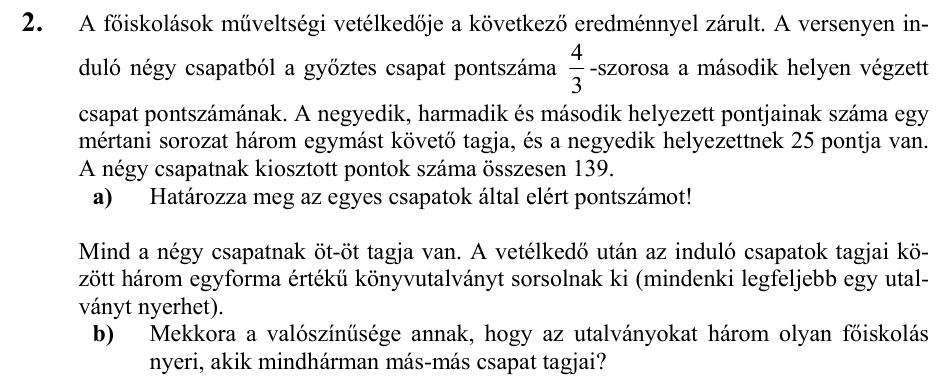 2. A főiskolások műveltségi vetélkedője a következő eredménnyel zárult. A versenyen in-
duló négy csapatból a győztes csapat pontszáma 4/3 -szorosa a második helyen végzett
csapat pontszámának. A negyedik, harmadik és második helyezett pontjainak száma egy
mértani sorozat három egymást követő tagja, és a negyedik helyezettnek 25 pontja van.
A négy csapatnak kiosztott pontok száma összesen 139.
a) Határozza meg az egyes csapatok által elért pontszámot!
Mind a négy csapatnak öt-öt tagja van. A vetélkedő után az induló csapatok tagjai kö-
zött három egyforma értékű könyvutalványt sorsolnak ki (mindenki legfeljebb egy utal-
ványt nyerhet).
b) Mekkora a valószínűsége annak, hogy az utalványokat három olyan főiskolás
nyeri, akik mindhárman más-más csapat tagjai?